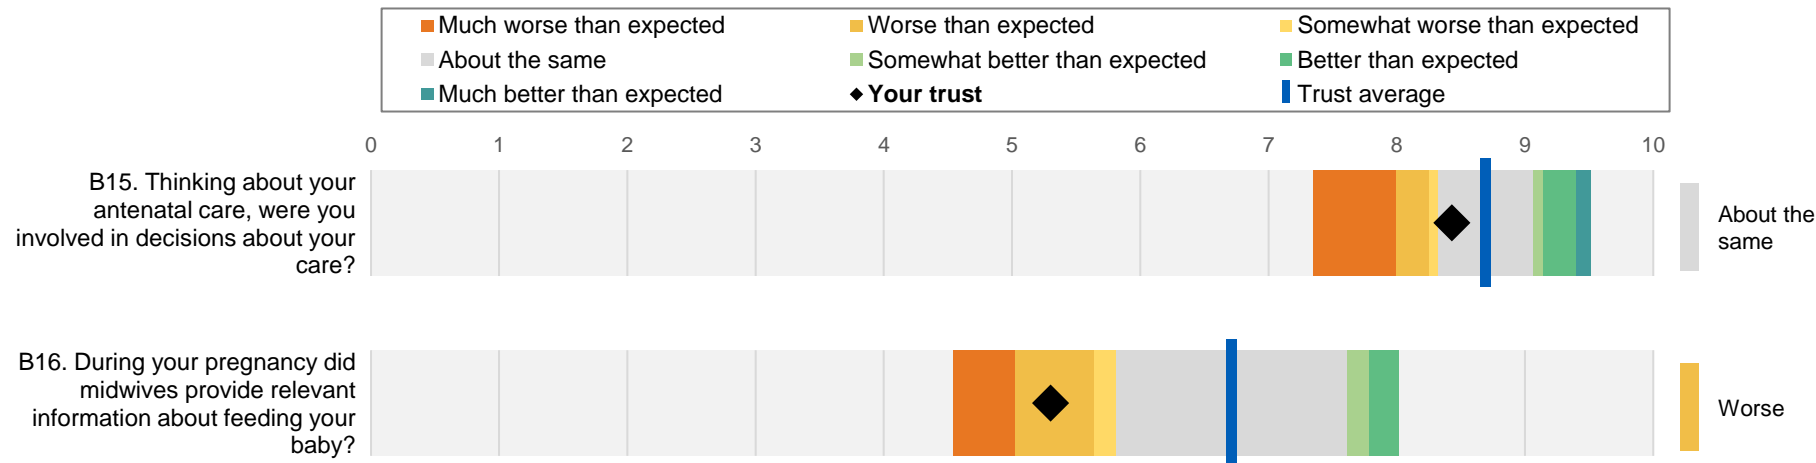 Much worse than expected
Worse than expected
Somewhat worse than expected
About the same
Somewhat better than expected
Better than expected
Much better than expected
Your trust
Trust average
0 1 2 3 4 5 6 7 8 9 10
B15. Thinking about your
antenatal care, were you
involved in decisions about your
care?
About the
same
B16. During your pregnancy did
midwives provide relevant
information about feeding your
baby?
Worse